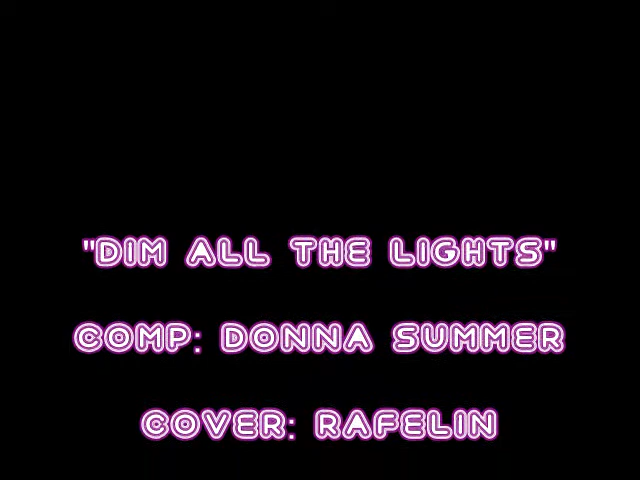 "DIM ALL THE LIGHTS"
COMP: DONNA SUMMER
COVER: RAFELIN